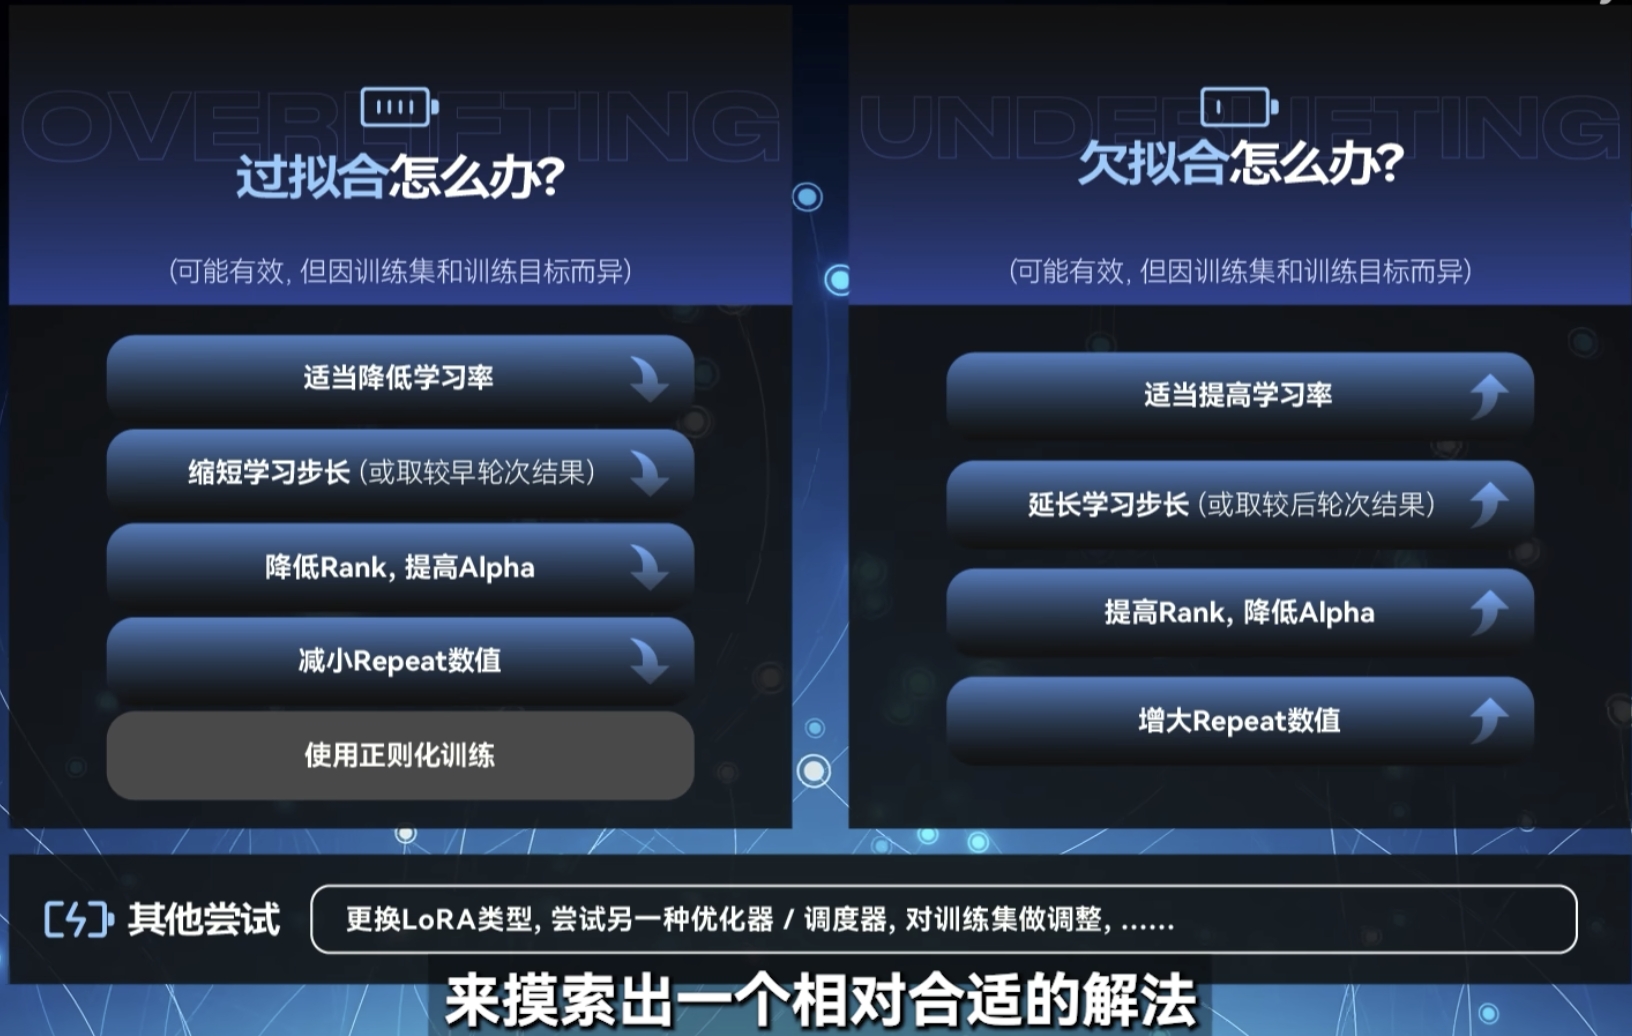 OVERFITTING
过拟合怎么办?
(可能有效, 但因训练集和训练目标而异)
适当降低学习率
缩短学习步长 (或取较早轮次结果)
降低Rank, 提高Alpha
减小Repeat数值
使用正则化训练
UNDERFITTING
欠拟合怎么办?
(可能有效, 但因训练集和训练目标而异)
适当提高学习率
延长学习步长 (或取较后轮次结果)
提高Rank, 降低Alpha
增大Repeat数值
其他尝试
更换LoRA类型, 尝试另一种优化器 / 调度器, 对训练集做调整, ......
来摸索出一个相对合适的解法